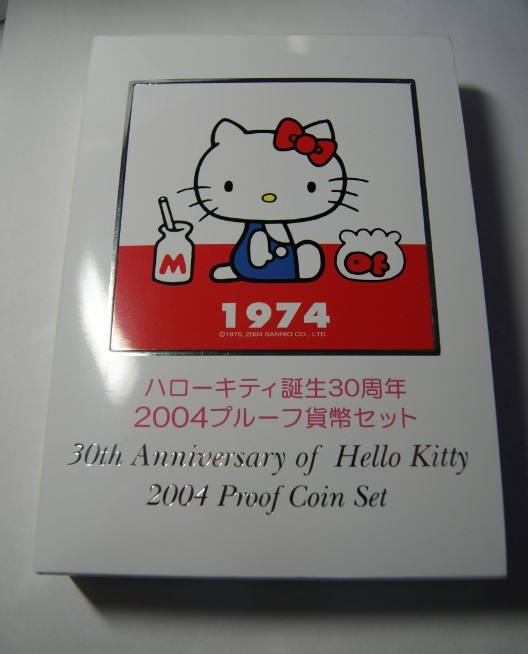 M
1974
©1976, 2004 SANRIO CO., LTD.
ハローキティ誕生30周年
2004プルーフ貨幣セット
30th Anniversary of Hello Kitty
2004 Proof Coin Set